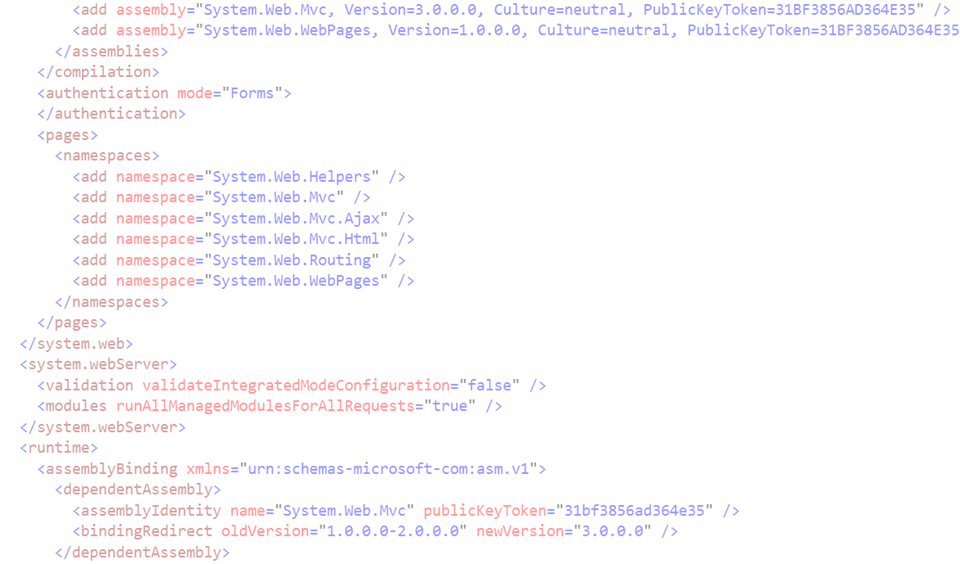 <add assembly="System.Web.Mvc, Version=3.0.0.0, Culture=neutral, PublicKeyToken=31BF3856AD364E35" />
<add assembly="System.Web.WebPages, Version=1.0.0.0, Culture=neutral, PublicKeyToken=31BF3856AD364E35
</assemblies>
</compilation>
<authentication mode="Forms">
</authentication>
<pages>
<namespaces>
<add namespace="System.Web.Helpers" />
<add namespace="System.Web.Mvc" />
<add namespace="System.Web.Mvc.Ajax" />
<add namespace="System.Web.Mvc.Html" />
<add namespace="System.Web.Routing" />
<add namespace="System.Web.WebPages" />
</namespaces>
</pages>
</system.web>
<system.webServer>
<validation validateIntegratedModeConfiguration="false" />
<modules runAllManagedModulesForAllRequests="true" />
</system.webServer>
<runtime>
<assemblyBinding xmlns="urn:schemas-microsoft-com:asm.v1">
<dependentAssembly>
<assemblyIdentity name="System.Web.Mvc" publicKeyToken="31bf3856ad364e35" />
<bindingRedirect oldVersion="1.0.0.0-2.0.0.0" newVersion="3.0.0.0" />
</dependentAssembly>